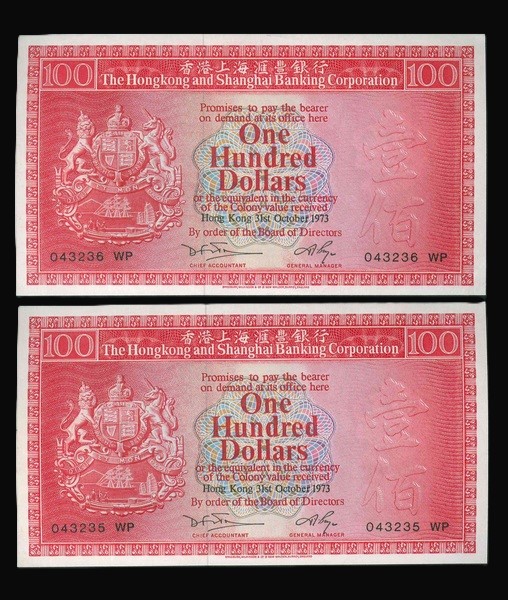 香港上海滙豐銀行
100 The Hongkong and Shanghai Banking Corporation 100
Promises to pay the bearer
on demand at its office here
One
Hundred
Dollars
or the equivalent in the currency
of the Colony value received
Hong Kong 31st October 1973
By order of the Board of Directors
壹
佰
043236 WP
043236 WP
CHIEF ACCOUNTANT
GENERAL MANAGER
香港上海滙豐銀行
100 The Hongkong and Shanghai Banking Corporation 100
Promises to pay the bearer
on demand at its office here
One
Hundred
Dollars
or the equivalent in the currency
of the Colony value received
Hong Kong 31st October 1973
By order of the Board of Directors
壹
佰
043235 WP
043235 WP
CHIEF ACCOUNTANT
GENERAL MANAGER